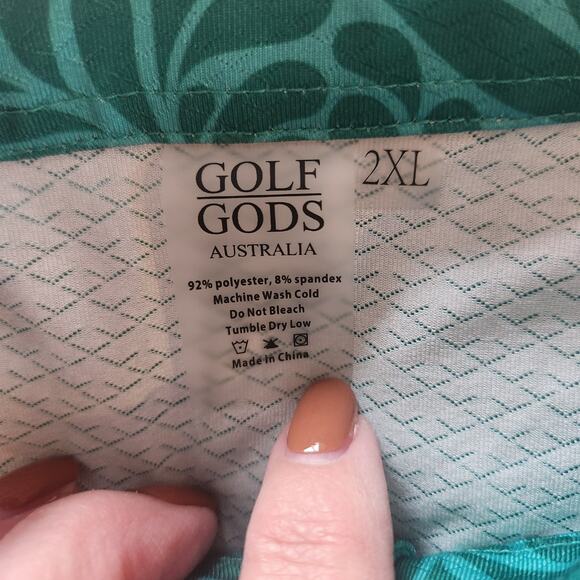 GOLF
GODS
AUSTRALIA
2XL
92% polyester, 8% spandex
Machine Wash Cold
Do Not Bleach
Tumble Dry Low
Made in China